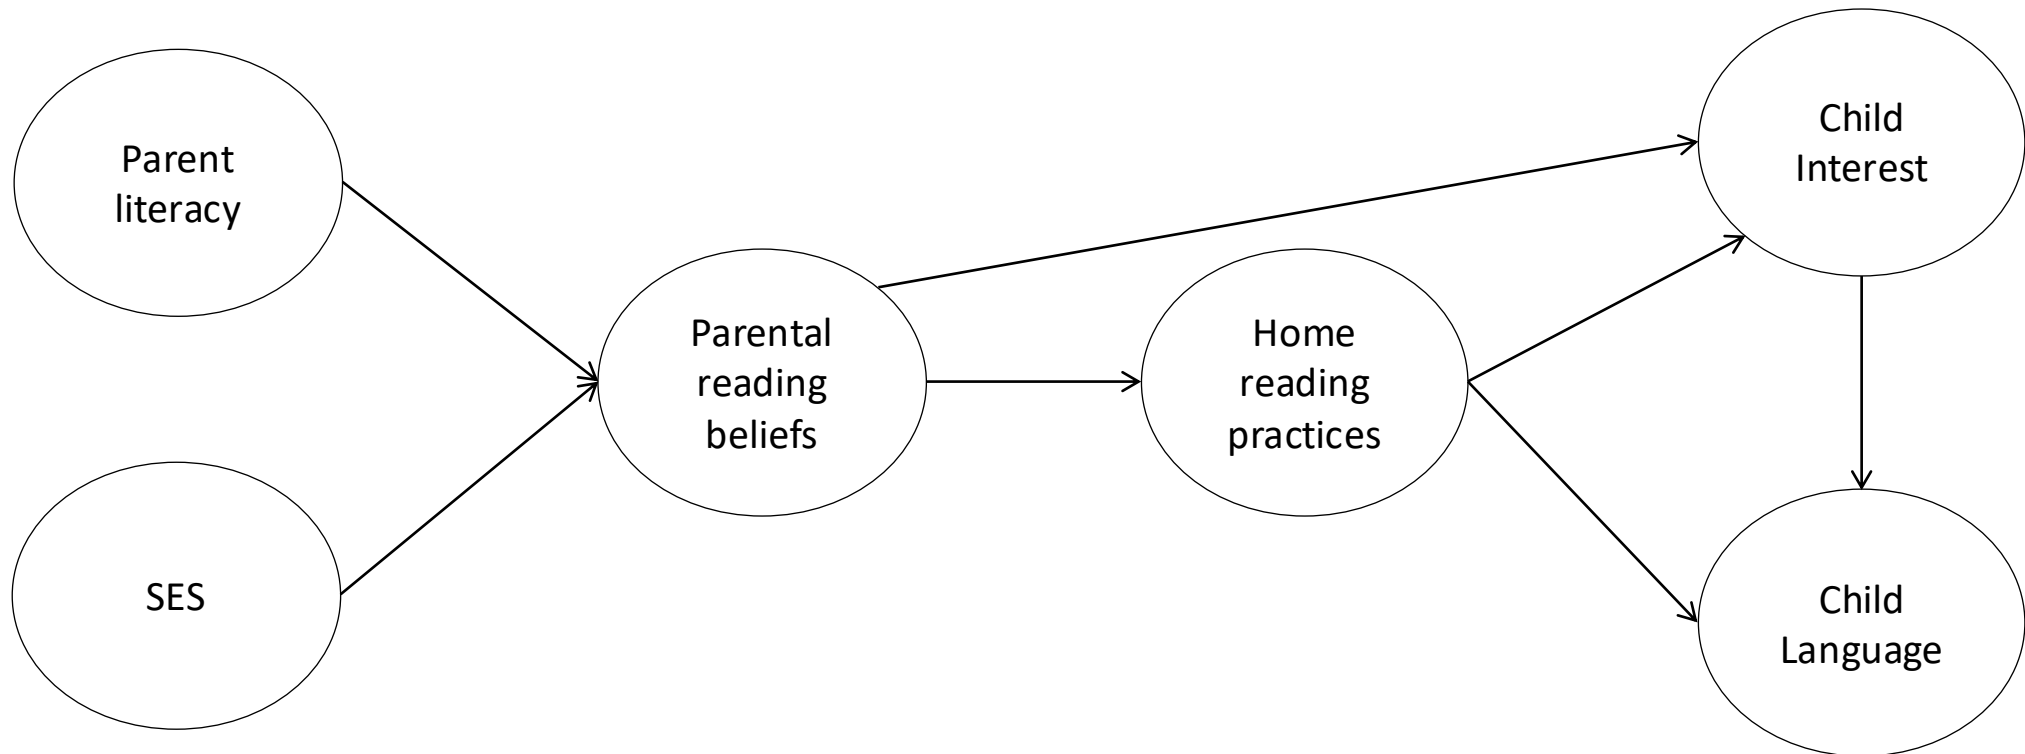 Parent
literacy
SES
Parental
reading
beliefs
Home
reading
practices
Child
Interest
Child
Language